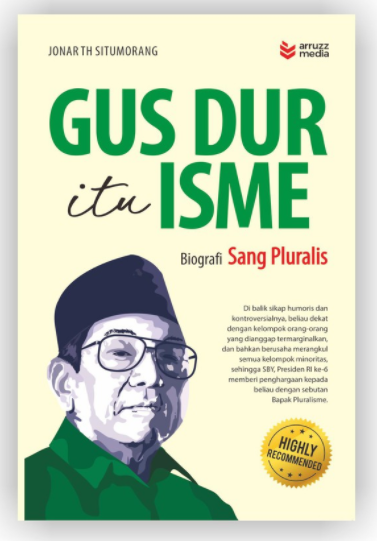 JONAR TH SITUMORANG
arruzz
media
GUS DUR
itu ISME
Biografi Sang Pluralis
Di balik sikap humoris dan
kontroversialnya, beliau dekat
dengan kelompok orang-orang
yang dianggap termarginalkan,
dan bahkan berusaha merangkul
semua kelompok minoritas,
sehingga SBY, Presiden RI ke-6
memberi penghargaan kepada
beliau dengan sebutan
Bapak Pluralisme.
HIGHLY
RECOMMENDED